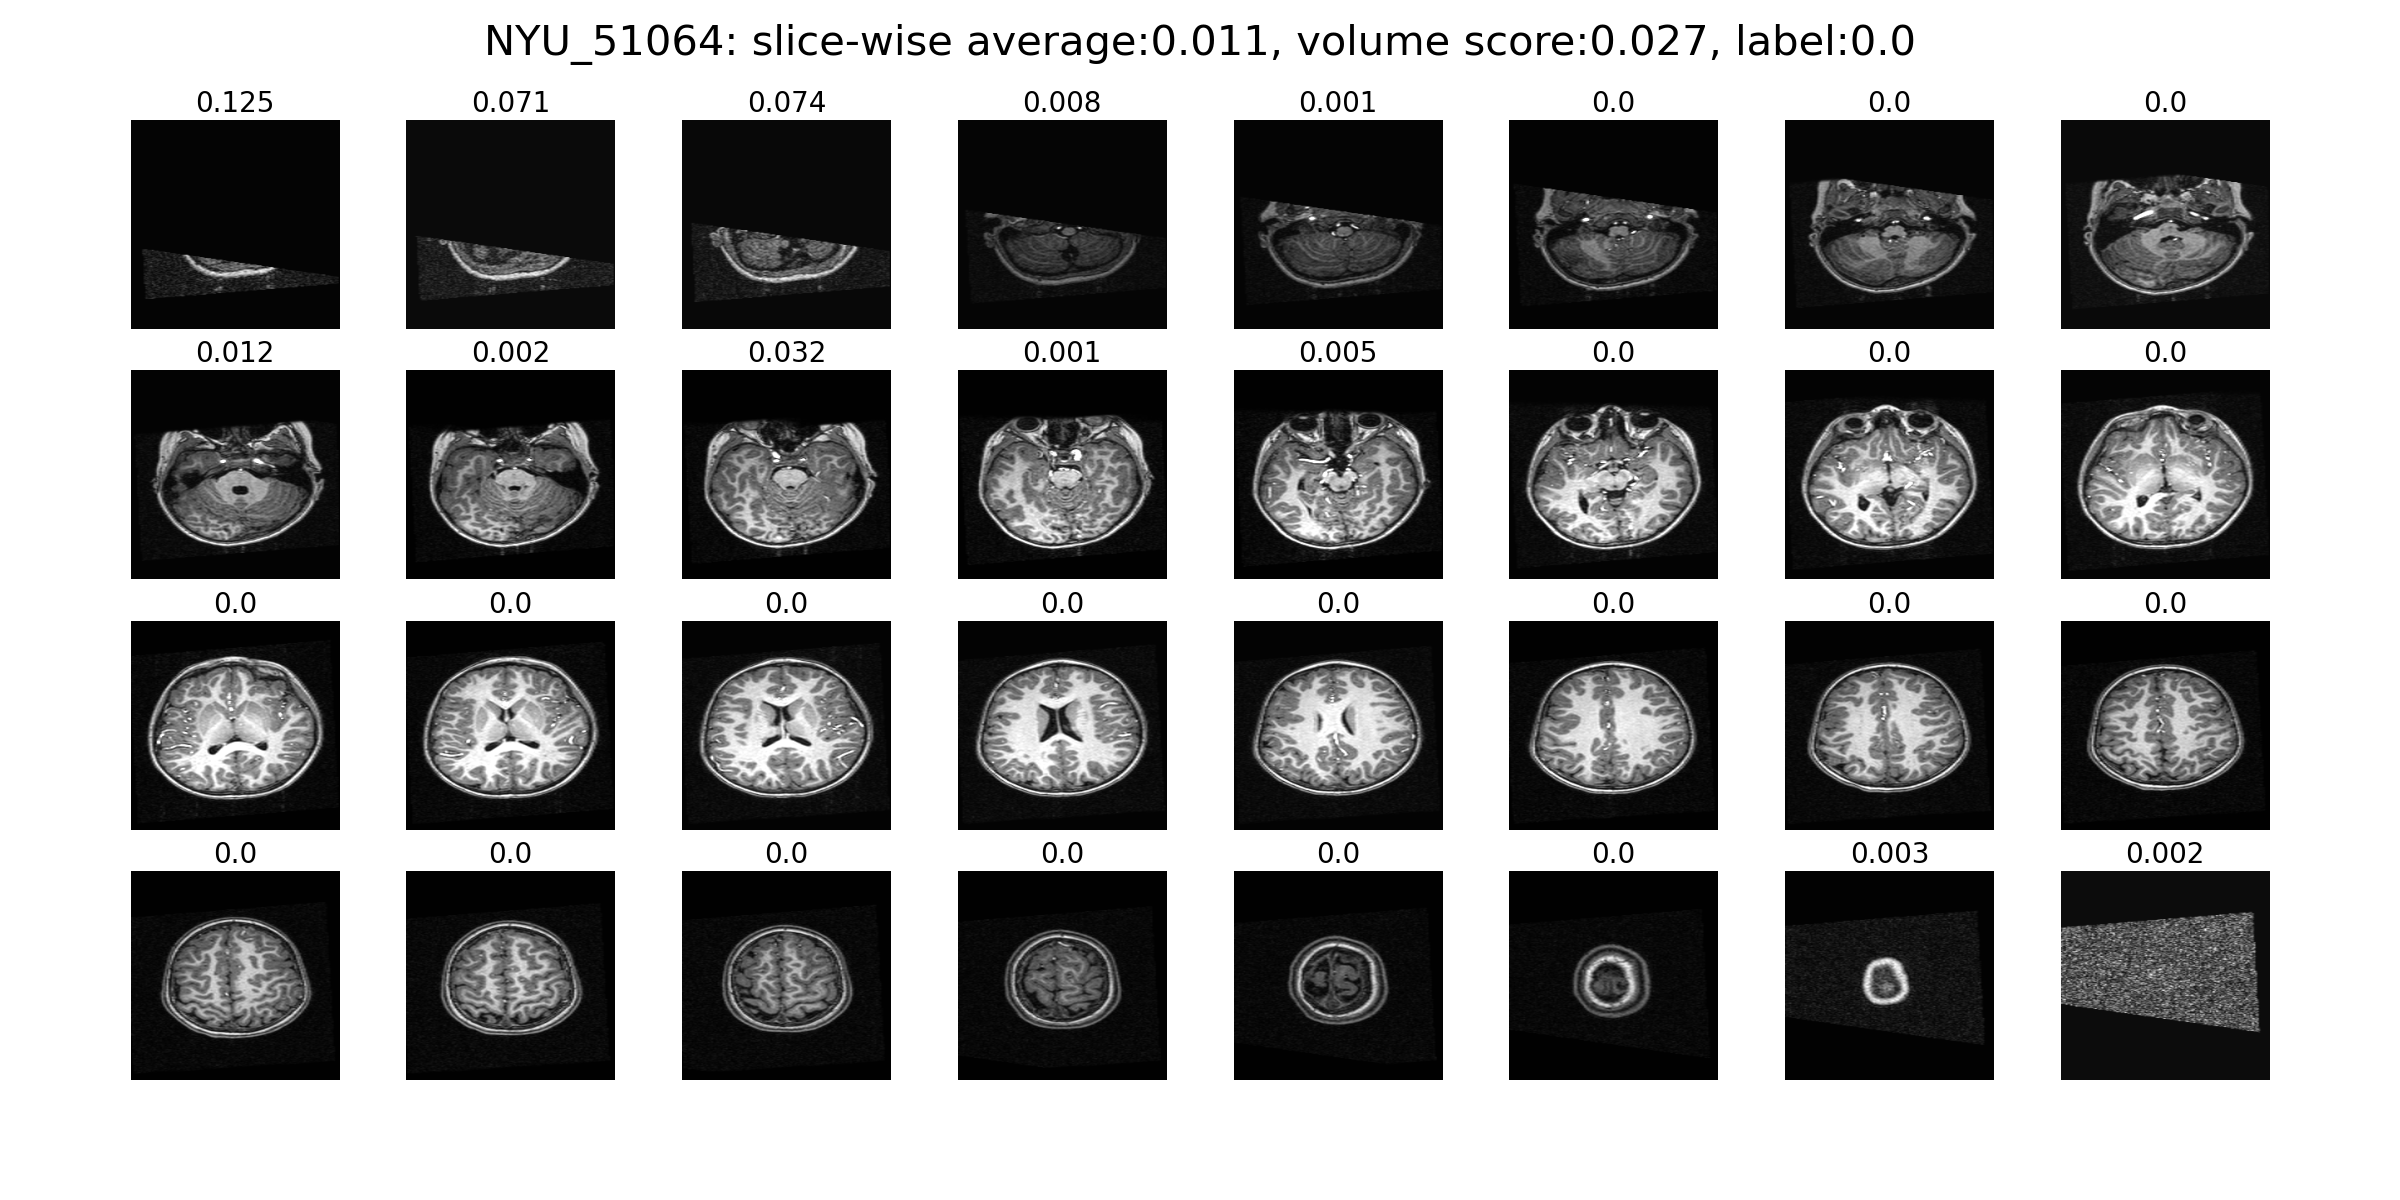 NYU_51064: slice-wise average:0.011, volume score:0.027, label:0.0
0.125 0.071 0.074 0.008 0.001 0.0 0.0 0.0
0.012 0.002 0.032 0.001 0.005 0.0 0.0 0.0
0.0 0.0 0.0 0.0 0.0 0.0 0.0 0.0
0.0 0.0 0.0 0.0 0.0 0.0 0.003 0.002